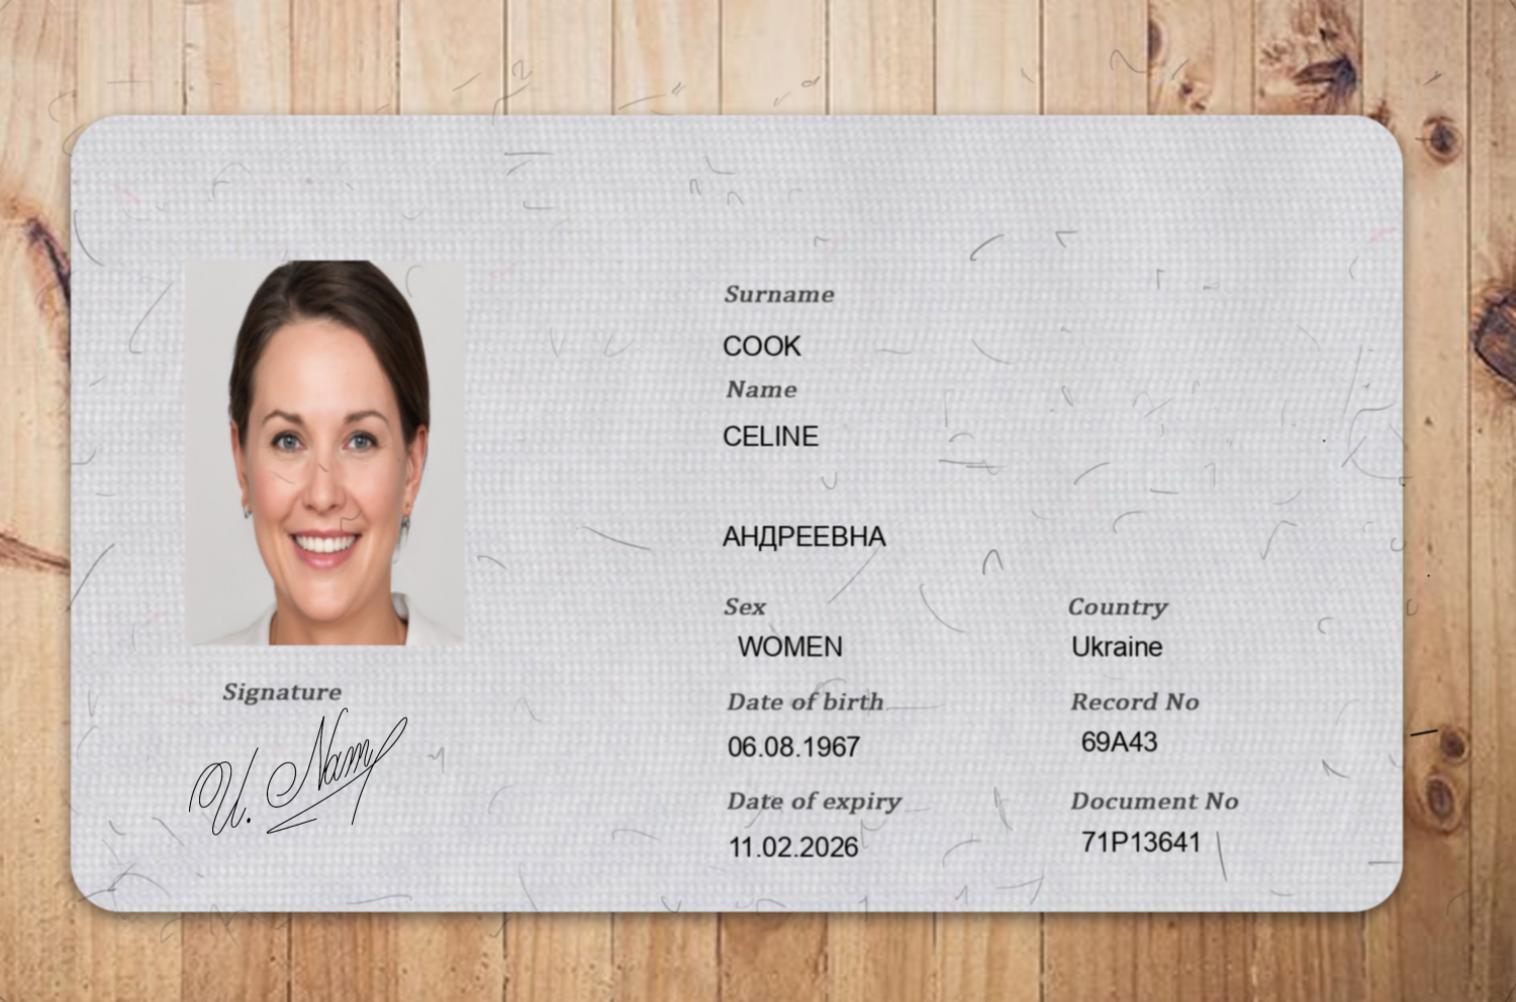 Surname
COOK
Name
CELINE
АНДРЕЕВНА
Sex
Country
WOMEN
Ukraine
Date of birth
Record No
06.08.1967
69A43
Date of expiry
Document No
11.02.2026
71P13641
Signature